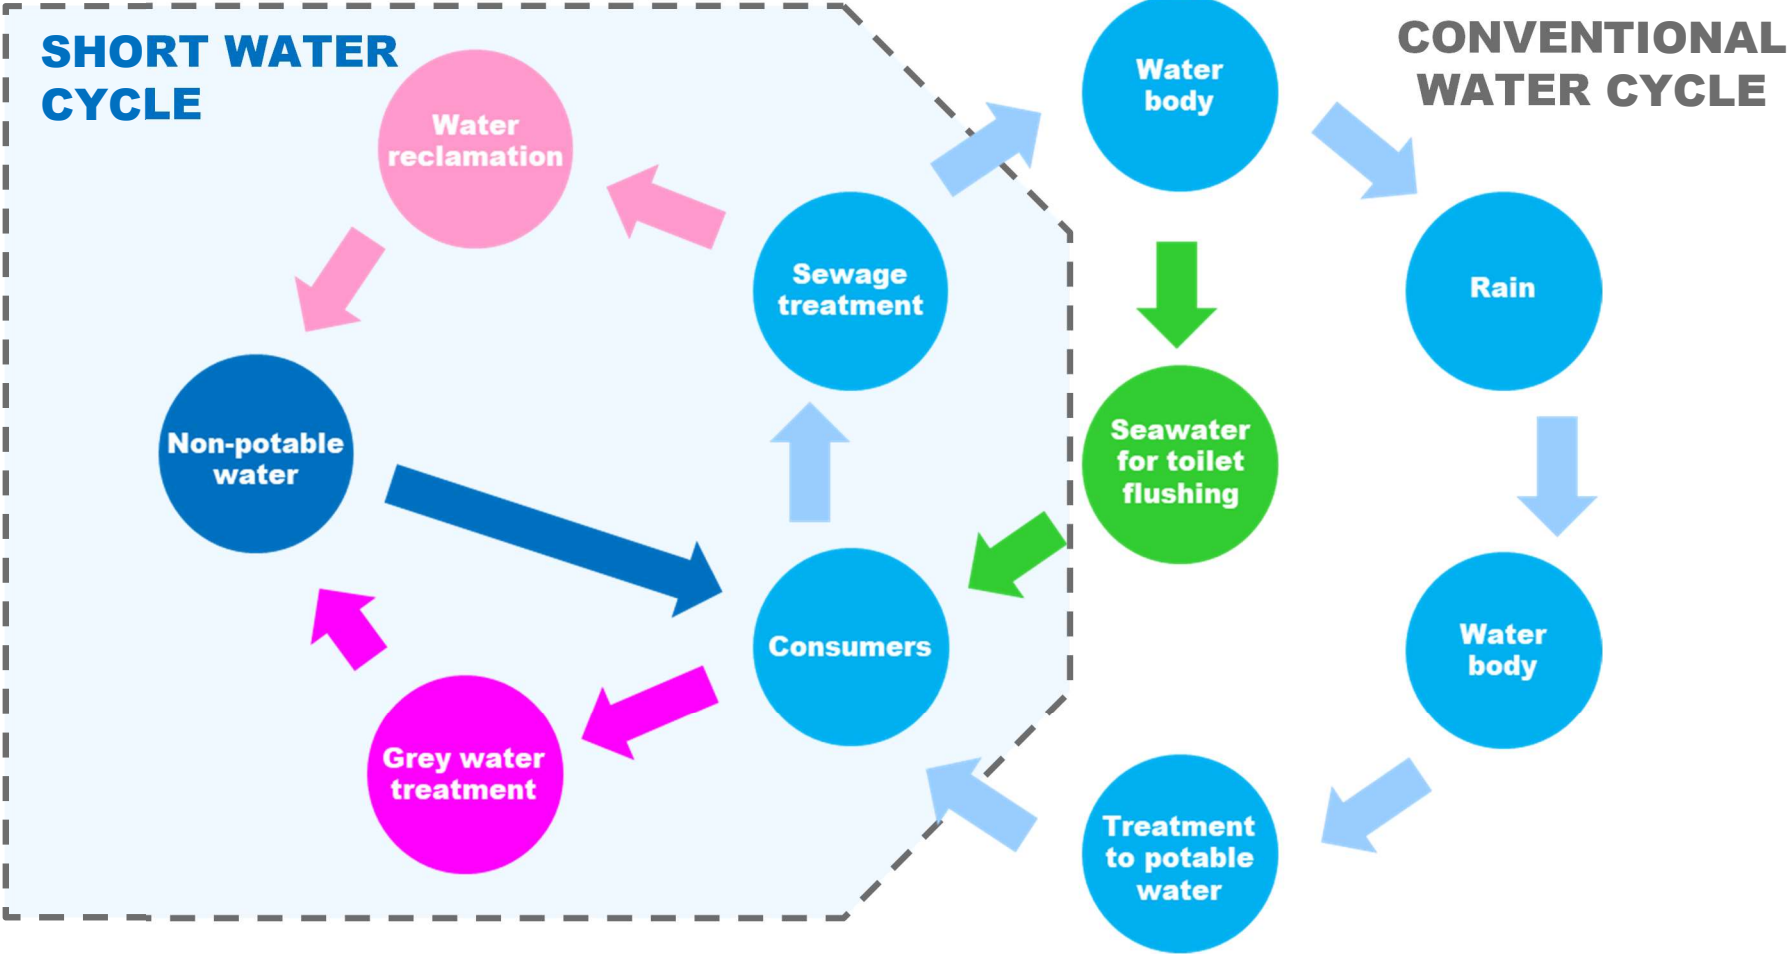 SHORT WATER
CYCLE
CONVENTIONAL
WATER CYCLE
Water
body
Water
reclamation
Sewage
treatment
Rain
Non-potable
water
Seawater
for toilet
flushing
Consumers
Water
body
Grey water
treatment
Treatment
to potable
water